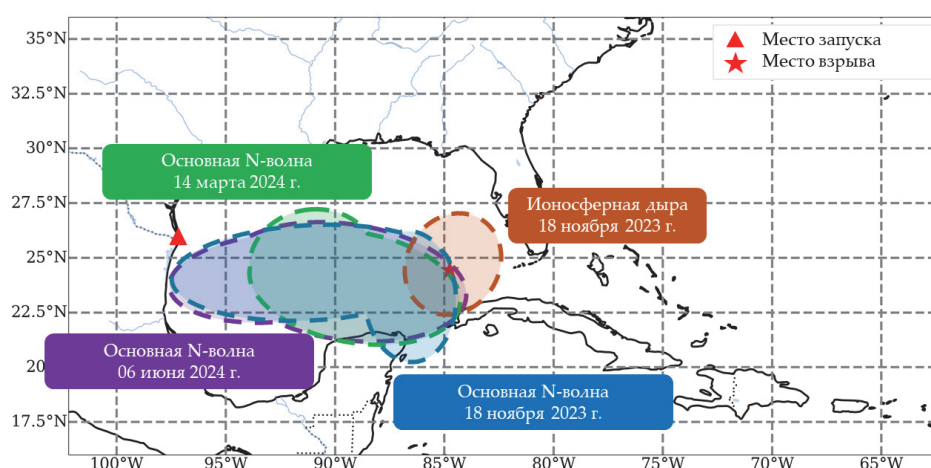 35°N
32.5°N
30°N
27.5°N
25°N
22.5°N
20
17.5°N
100°W
95°W
90°W
85°W
80°W
75°W
70°W
65°W
Место запуска
Место взрыва
Основная N-волна
14 марта 2024 г.
Ионосферная дыра
18 ноября 2023 г.
Основная N-волна
06 июня 2024 г.
Основная N-волна
18 ноября 2023 г.